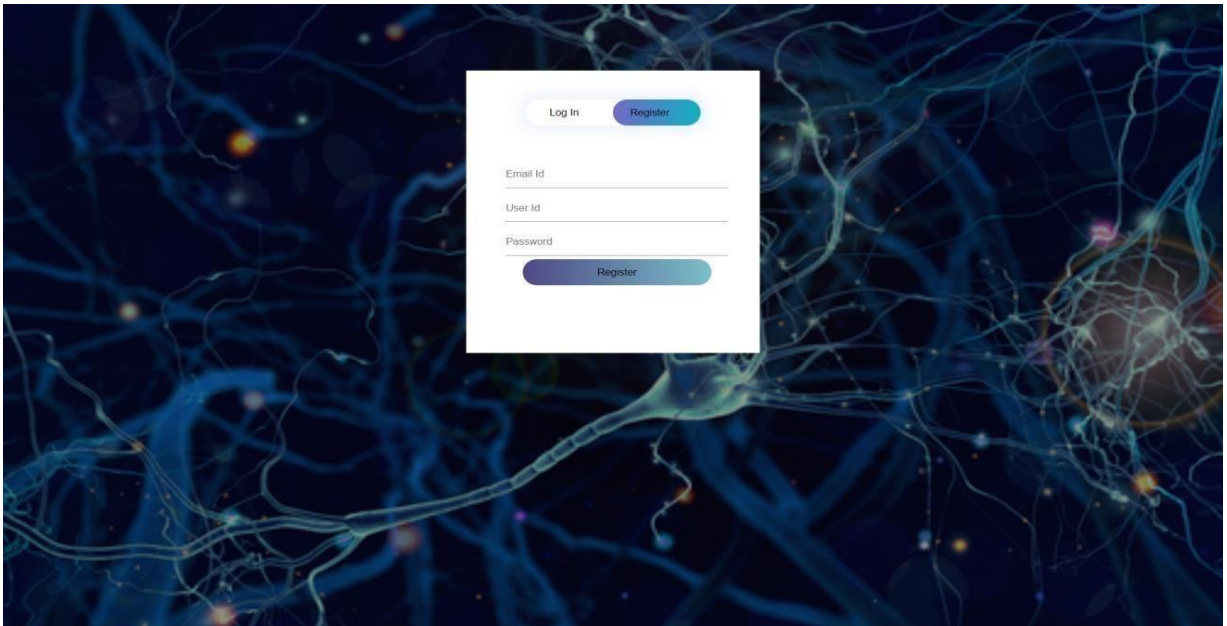 Log In Register
Email Id
User Id
Password
Register